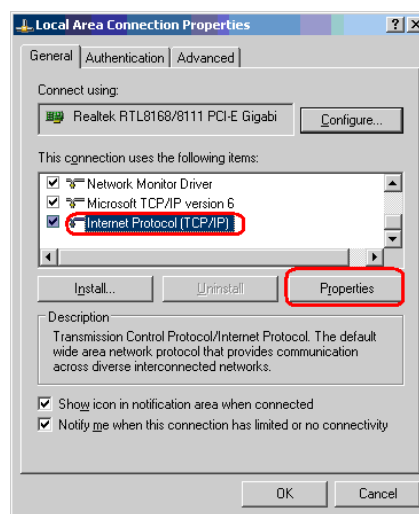 Local Area Connection Properties
General Authentication Advanced
Connect using:
Realtek RTL8168/8111 PCI-E Gigabi
Configure...
This connection uses the following items:
Network Monitor Driver
Microsoft TCP/IP version 6
Internet Protocol (TCP/IP)
Install... Uninstall Properties
Description
Transmission Control Protocol/Internet Protocol. The default
wide area network protocol that provides communication
across diverse interconnected networks.
Show icon in notification area when connected
Notify me when this connection has limited or no connectivity
OK Cancel